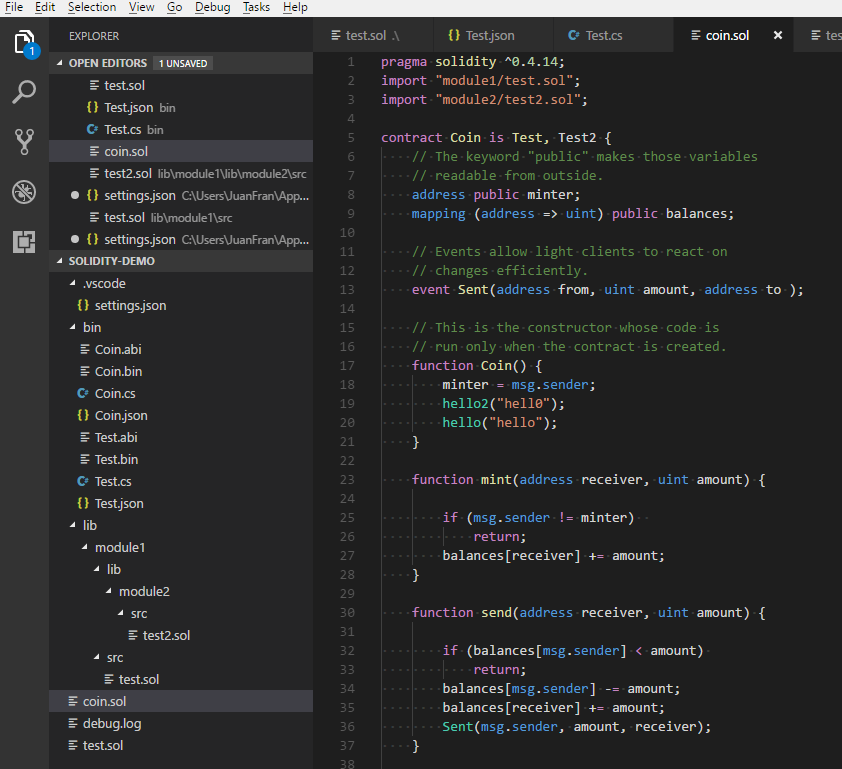 File Edit Selection View Go Debug Tasks Help
1
EXPLORER
OPEN EDITORS 1 UNSAVED
test.sol
{} Test.json bin
C# Test.cs bin
coin.sol
test2.sol lib\module1\lib\module2\src
{} settings.json C:\Users\JuanFran\App...
test.sol lib\module1\src
{} settings.json C:\Users\JuanFran\App...
SOLIDITY-DEMO
.vscode
{} settings.json
bin
Coin.abi
Coin.bin
C# Coin.cs
{} Coin.json
Test.abi
Test.bin
C# Test.cs
{} Test.json
lib
module1
lib
module2
src
test2.sol
src
test.sol
coin.sol
debug.log
test.sol
test.sol .\ {} Test.json C# Test.cs coin.sol × tes
1 pragma solidity ^0.4.14;
2 import "module1/test.sol";
3 import "module2/test2.sol";
4
5 contract Coin is Test, Test2 {
6     // The keyword "public" makes those variables
7     // readable from outside.
8     address public minter;
9     mapping (address => uint) public balances;
10
11     // Events allow light clients to react on
12     // changes efficiently.
13     event Sent(address from, uint amount, address to );
14
15     // This is the constructor whose code is
16     // run only when the contract is created.
17     function Coin() {
18         minter = msg.sender;
19         hello2("hell0");
20         hello("hello");
21     }
22
23     function mint(address receiver, uint amount) {
24
25         if (msg.sender != minter)
26             return;
27         balances[receiver] += amount;
28     }
29
30     function send(address receiver, uint amount) {
31
32         if (balances[msg.sender] < amount)
33             return;
34         balances[msg.sender] -= amount;
35         balances[receiver] += amount;
36         Sent(msg.sender, amount, receiver);
37     }
38